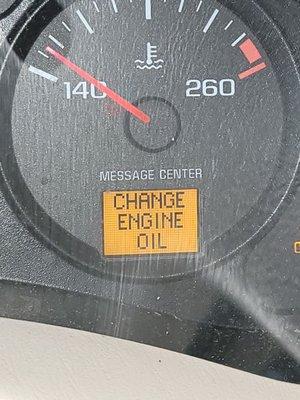 140 260
MESSAGE CENTER
CHANGE
ENGINE
OIL